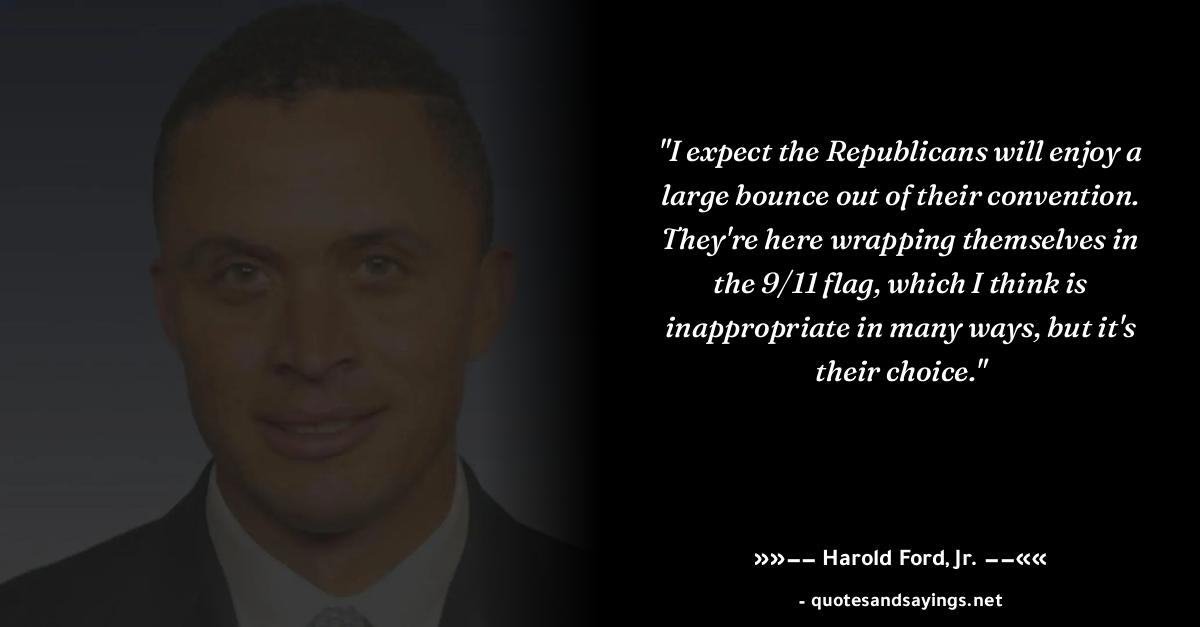 "I expect the Republicans will enjoy a
large bounce out of their convention.
They're here wrapping themselves in
the 9/11 flag, which I think is
inappropriate in many ways, but it's
their choice."
»»–– Harold Ford, Jr. ––««
- quotesandsayings.net